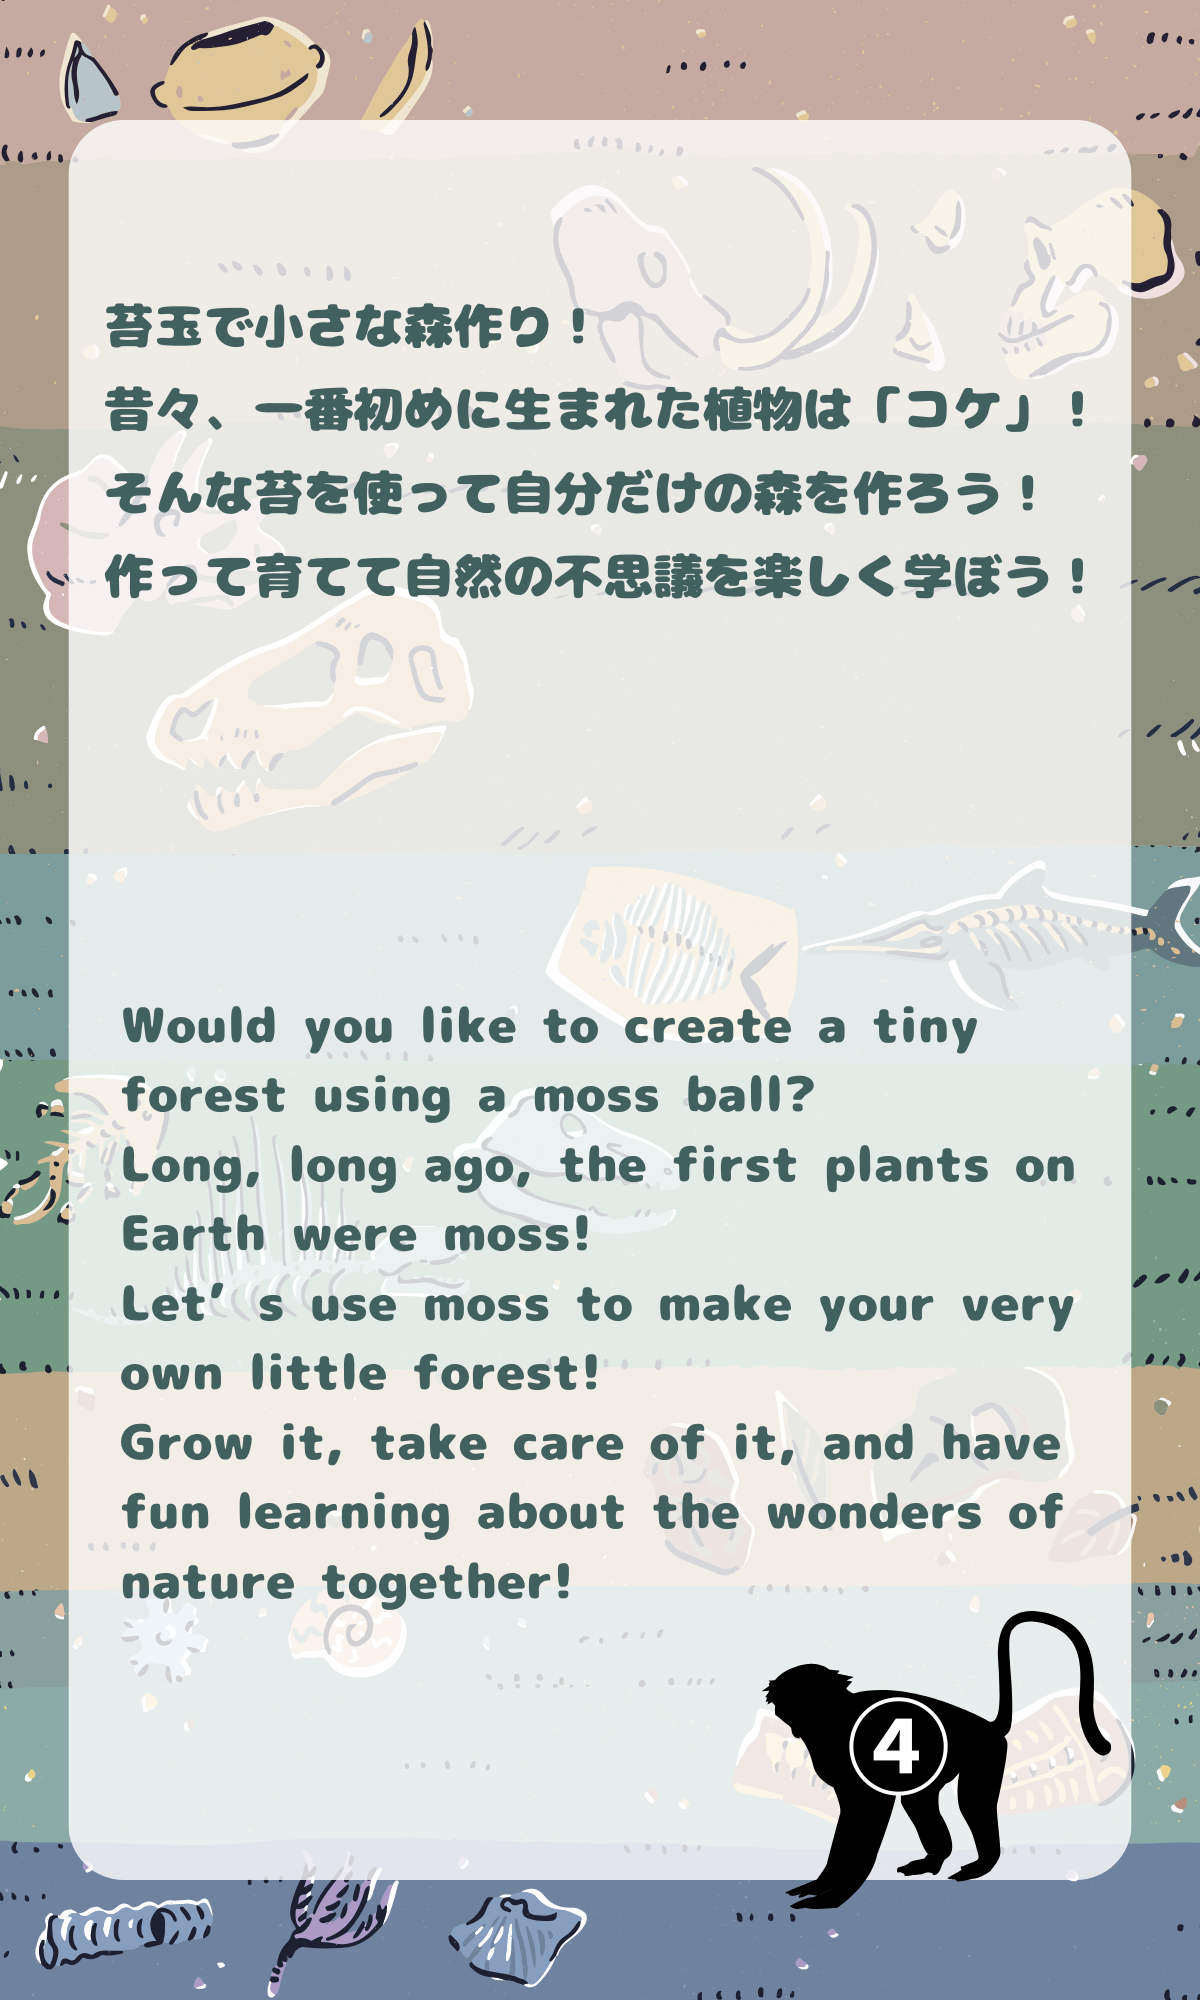 苔玉で小さな森作り！
昔々、一番初めに生まれた植物は「コケ」！
そんな苔を使って自分だけの森を作ろう！
作って育てて自然の不思議を楽しく学ぼう！
Would you like to create a tiny
forest using a moss ball?
Long, long ago, the first plants on
Earth were moss!
Let’s use moss to make your very
own little forest!
Grow it, take care of it, and have
fun learning about the wonders of
nature together!
4